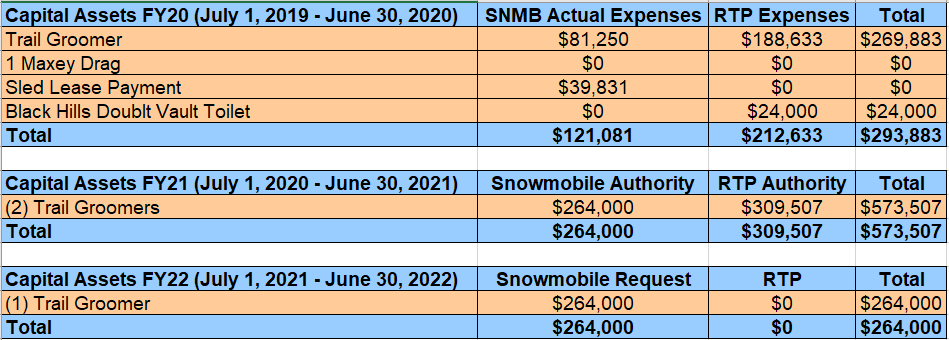 Capital Assets FY20 (July 1, 2019 - June 30, 2020) SNMB Actual Expenses RTP Expenses Total
Trail Groomer $81,250 $188,633 $269,883
1 Maxey Drag $0 $0 $0
Sled Lease Payment $39,831 $0 $0
Black Hills Doublt Vault Toilet $0 $24,000 $24,000
Total $121,081 $212,633 $293,883
Capital Assets FY21 (July 1, 2020 - June 30, 2021) Snowmobile Authority RTP Authority Total
(2) Trail Groomers $264,000 $309,507 $573,507
Total $264,000 $309,507 $573,507
Capital Assets FY22 (July 1, 2021 - June 30, 2022) Snowmobile Request RTP Total
(1) Trail Groomer $264,000 $0 $264,000
Total $264,000 $0 $264,000